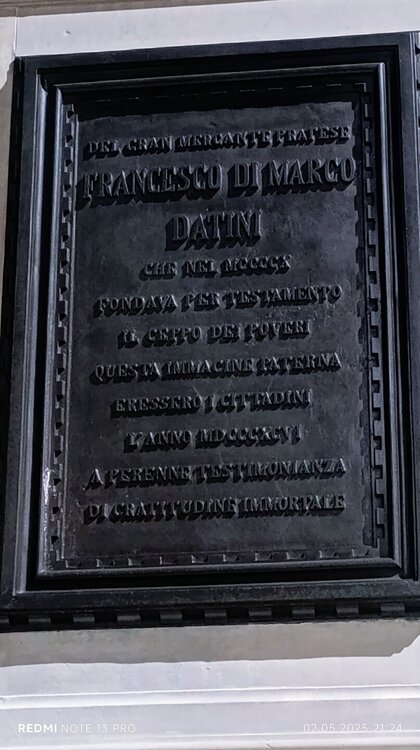 DEL GRAN MERCANTE PRATESE
FRANCESCO DI MARCO
DATINI
CHE NEL MCCCCX
FONDAVA PER TESTAMENTO
IL CEPPO DEI POVERI
QUESTA IMMAGINE PATERNA
ERESSERO I CITTADINI
L'ANNO MDCCCXCVI
A PERENNE TESTIMONIANZA
DI GRATITUDINE IMMORTALE
REDMI NOTE 13 PRO
02.05.2025 21:24